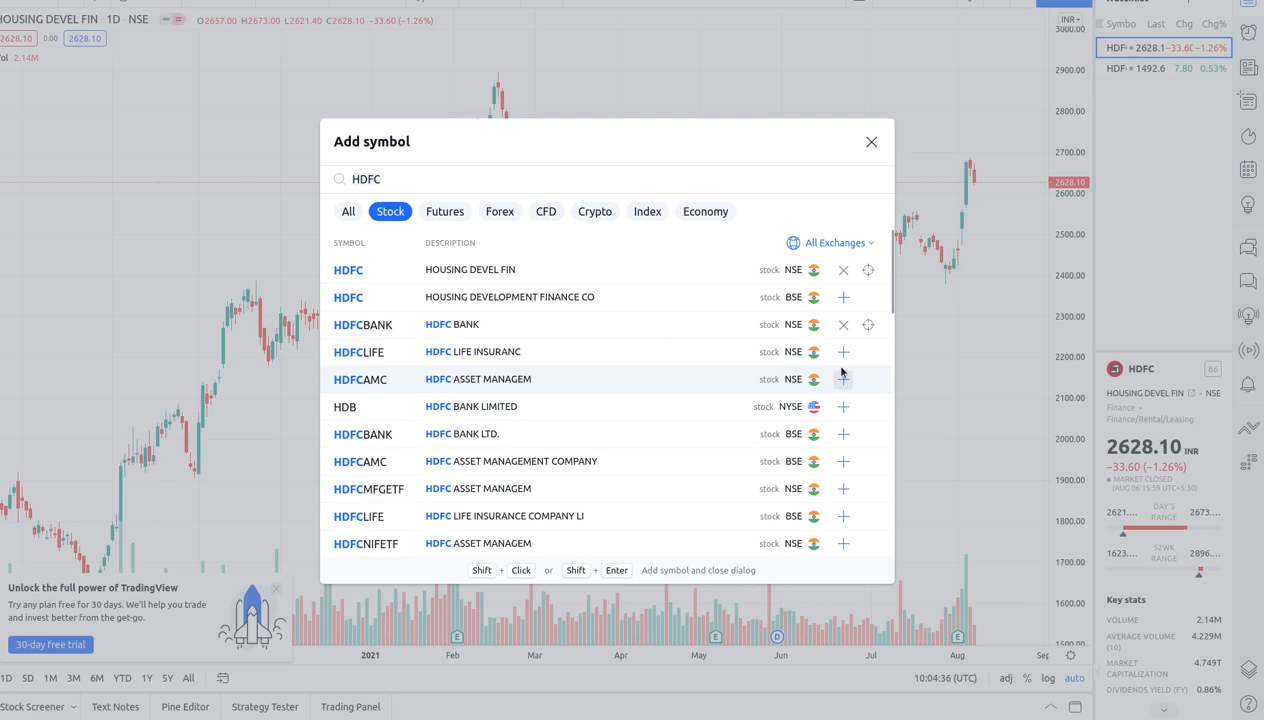 HOUSING DEVEL FIN · 1D · NSE O2657.00 H2673.00 L2621.40 C2628.10 −33.60 (−1.26%)
2628.10 0.00 2628.10
2.14M
INR
3000.00
2900.00
2800.00
2700.00
2628.10
2600.00
2500.00
2400.00
2300.00
2200.00
2100.00
2000.00
1900.00
1800.00
1700.00
1600.00
1500.00
Add symbol
HDFC
All Stock Futures Forex CFD Crypto Index Economy
SYMBOL DESCRIPTION All Exchanges
HDFC HOUSING DEVEL FIN stock NSE
HDFC HOUSING DEVELOPMENT FINANCE CO stock BSE
HDFCBANK HDFC BANK stock NSE
HDFCLIFE HDFC LIFE INSURANC stock NSE
HDFCAMC HDFC ASSET MANAGEM stock NSE
HDB HDFC BANK LIMITED stock NYSE
HDFCBANK HDFC BANK LTD. stock BSE
HDFCAMC HDFC ASSET MANAGEMENT COMPANY stock BSE
HDFCMFGETF HDFC ASSET MANAGEM stock NSE
HDFCLIFE HDFC LIFE INSURANCE COMPANY LI stock BSE
HDFCNIFETF HDFC ASSET MANAGEM stock NSE
Shift + Click or Shift + Enter Add symbol and close dialog
Unlock the full power of TradingView
Try any plan free for 30 days. We'll help you trade
and invest better from the get-go.
30-day free trial
E E D E
2021 Feb Mar Apr May Jun Jul Aug
1D 5D 1M 3M 6M YTD 1Y 5Y All 10:04:36 (UTC) adj % log auto
Stock Screener Text Notes Pine Editor Strategy Tester Trading Panel
Symbo Last Chg Chg%
HDF 2628.1 −33.60 −1.26%
HDF 1492.6 7.80 0.53%
HDFC 86
HOUSING DEVEL FIN · NSE
Finance •
Finance/Rental/Leasing
2628.10 INR
−33.60 (−1.26%)
MARKET CLOSED
(AUG 06 15:59 UTC+5:30)
2621.... DAY'S RANGE 2673....
1623.... 52WK RANGE 2896....
Key stats
VOLUME 2.14M
AVERAGE VOLUME (10) 4.229M
MARKET CAPITALIZATION 4.749T
DIVIDENDS YIELD (FY) 0.86%